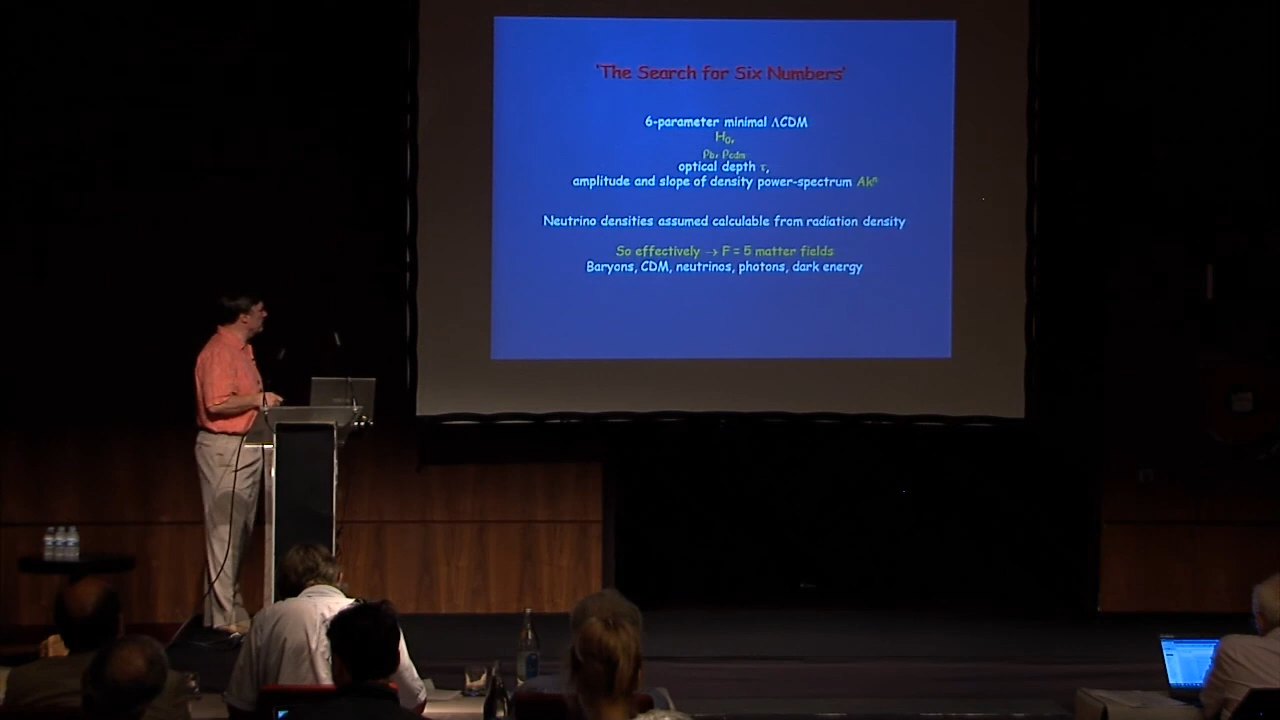 'The Search for Six Numbers'
6-parameter minimal ΛCDM
H₀,
ρb, ρcdm
optical depth τ,
amplitude and slope of density power-spectrum Akⁿ
Neutrino densities assumed calculable from radiation density
So effectively → F = 5 matter fields
Baryons, CDM, neutrinos, photons, dark energy